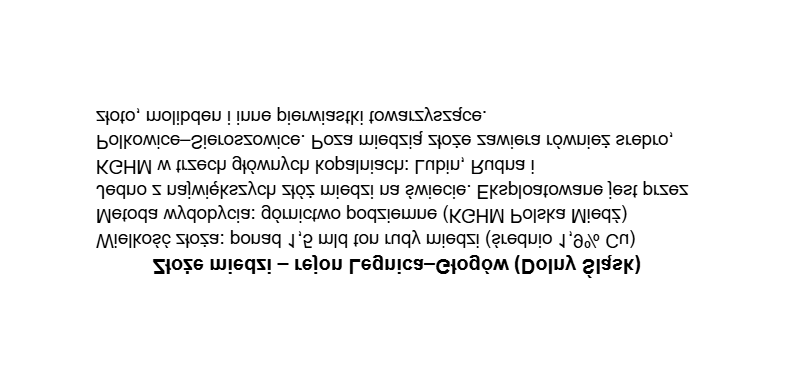 Złoże miedzi – rejon Legnica–Głogów (Dolny Śląsk)
Wielkość złoża: ponad 1,5 mld ton rudy miedzi (średnio 1,9% Cu)
Metoda wydobycia: górnictwo podziemne (KGHM Polska Miedź)
Jedno z największych złóż miedzi na świecie. Eksploatowane jest przez
KGHM w trzech głównych kopalniach: Lubin, Rudna i
Polkowice–Sieroszowice. Poza miedzią złoże zawiera również srebro,
złoto, molibden i inne pierwiastki towarzyszące.